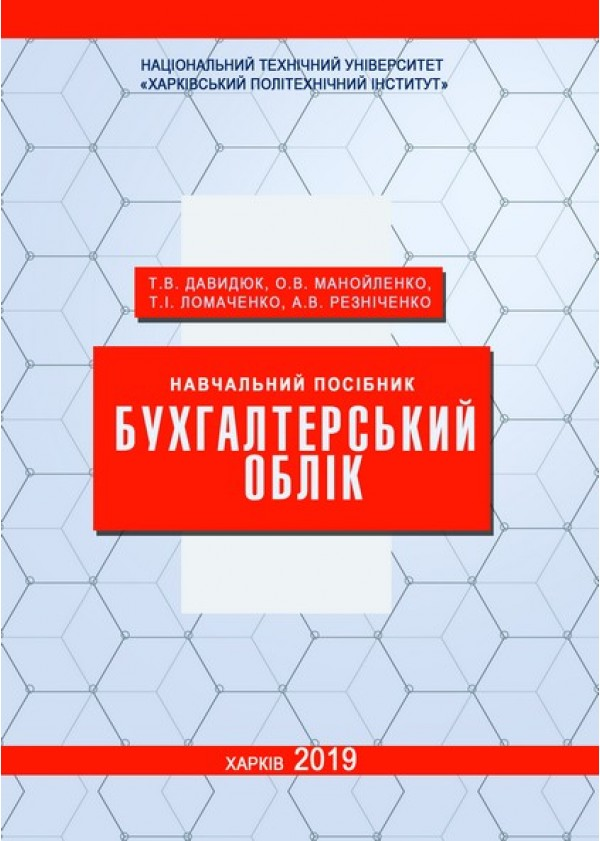 НАЦІОНАЛЬНИЙ ТЕХНІЧНИЙ УНІВЕРСИТЕТ
«ХАРКІВСЬКИЙ ПОЛІТЕХНІЧНИЙ ІНСТИТУТ»
Т.В. ДАВИДЮК, О.В. МАНОЙЛЕНКО,
Т.І. ЛОМАЧЕНКО, А.В. РЕЗНІЧЕНКО
НАВЧАЛЬНИЙ ПОСІБНИК
БУХГАЛТЕРСЬКИЙ
ОБЛІК
ХАРКІВ 2019